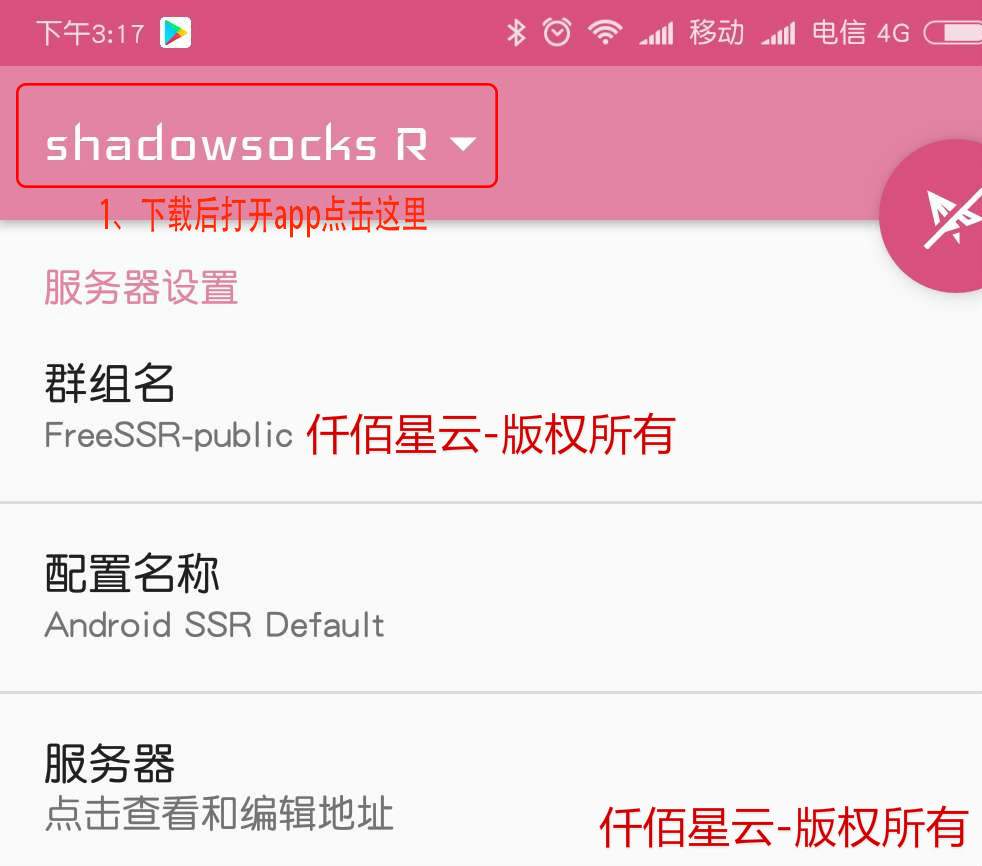 下午3:17 移动 电信 4G
shadowsocks R
1、下载后打开app点击这里
服务器设置
群组名
FreeSSR-public 仟佰星云-版权所有
配置名称
Android SSR Default
服务器
点击查看和编辑地址
仟佰星云-版权所有